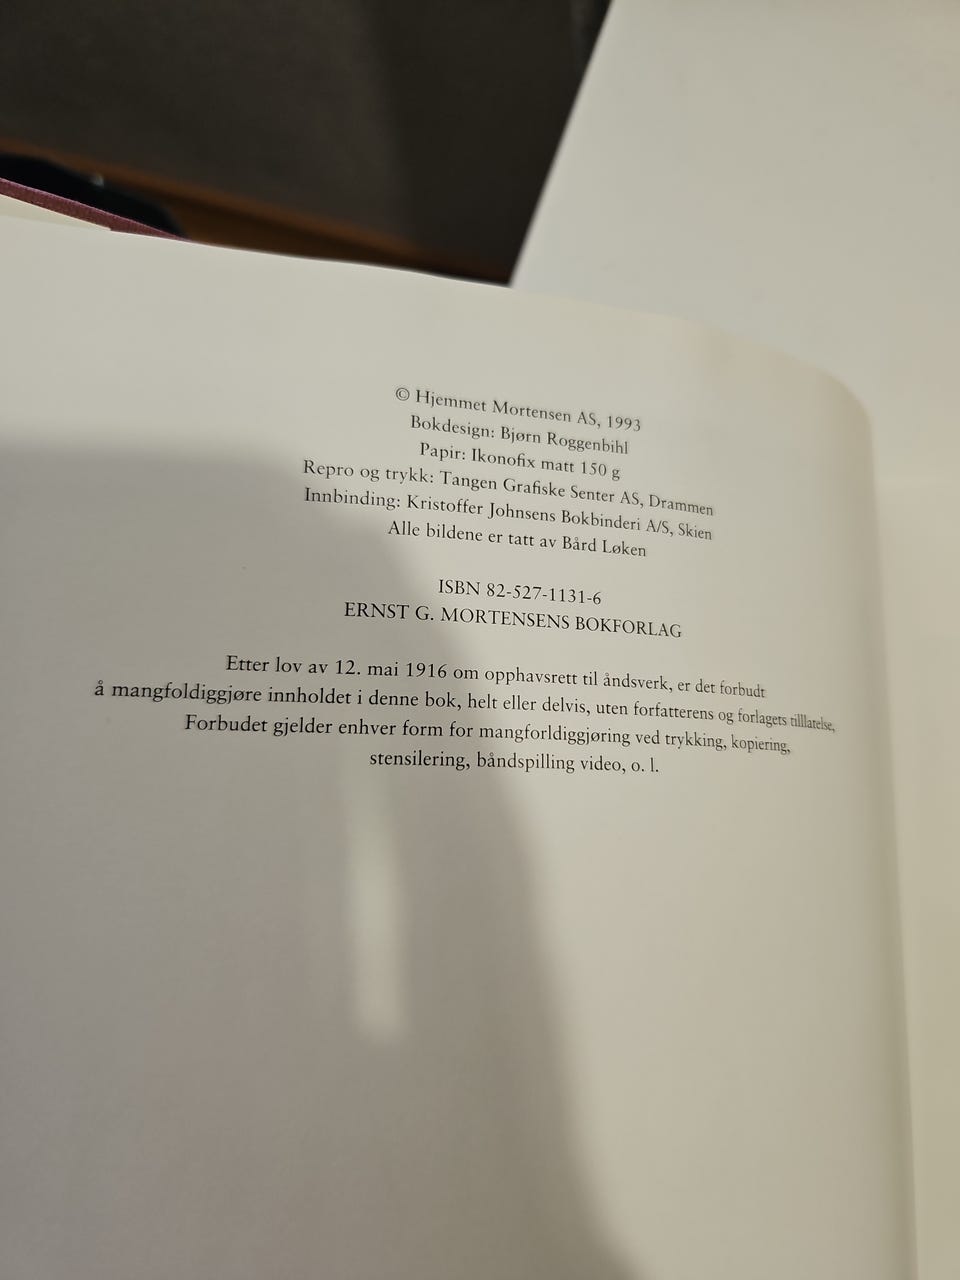 © Hjemmet Mortensen AS, 1993
Bokdesign: Bjørn Roggenbihl
Papir: Ikonofix matt 150 g
Repro og trykk: Tangen Grafiske Senter AS, Drammen
Innbinding: Kristoffer Johnsens Bokbinderi A/S, Skien
Alle bildene er tatt av Bård Løken
ISBN 82-527-1131-6
ERNST G. MORTENSENS BOKFORLAG
Etter lov av 12. mai 1916 om opphavsrett til åndsverk, er det forbudt
å mangfoldiggjøre innholdet i denne bok, helt eller delvis, uten forfatterens og forlagets tilllatelse,
Forbudet gjelder enhver form for mangforldiggjøring ved trykking, kopiering,
stensilering, båndspilling video, o. l.